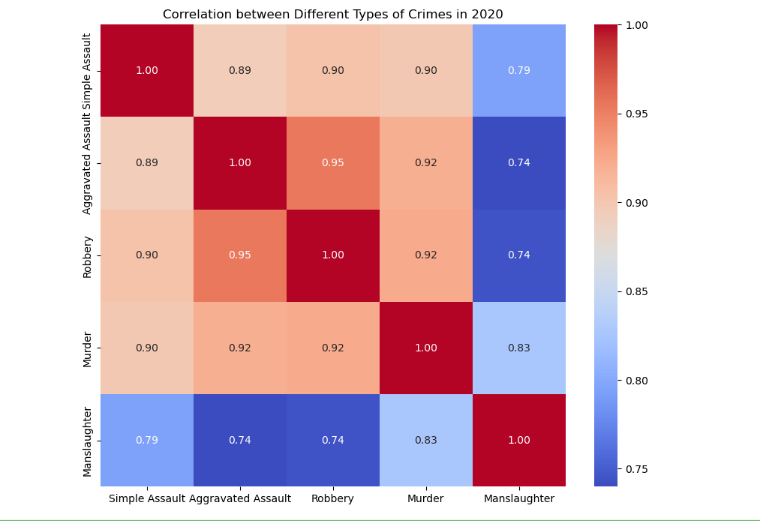 Correlation between Different Types of Crimes in 2020
Simple Assault
1.00 0.89 0.90 0.90 0.79
Aggravated Assault
0.89 1.00 0.95 0.92 0.74
Robbery
0.90 0.95 1.00 0.92 0.74
Murder
0.90 0.92 0.92 1.00 0.83
Manslaughter
0.79 0.74 0.74 0.83 1.00
Simple Assault Aggravated Assault Robbery Murder Manslaughter
1.00
0.95
0.90
0.85
0.80
0.75